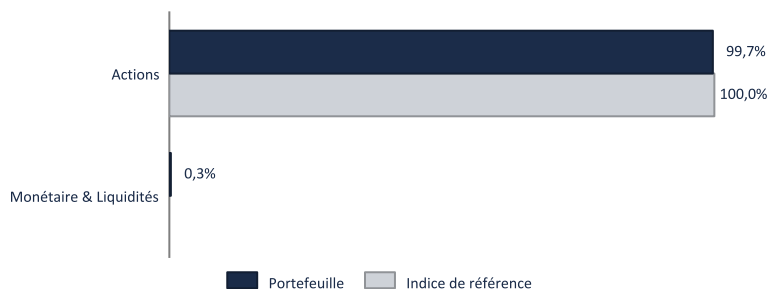 99,7%
Actions
100,0%
0,3%
Monétaire & Liquidités
Portefeuille Indice de référence